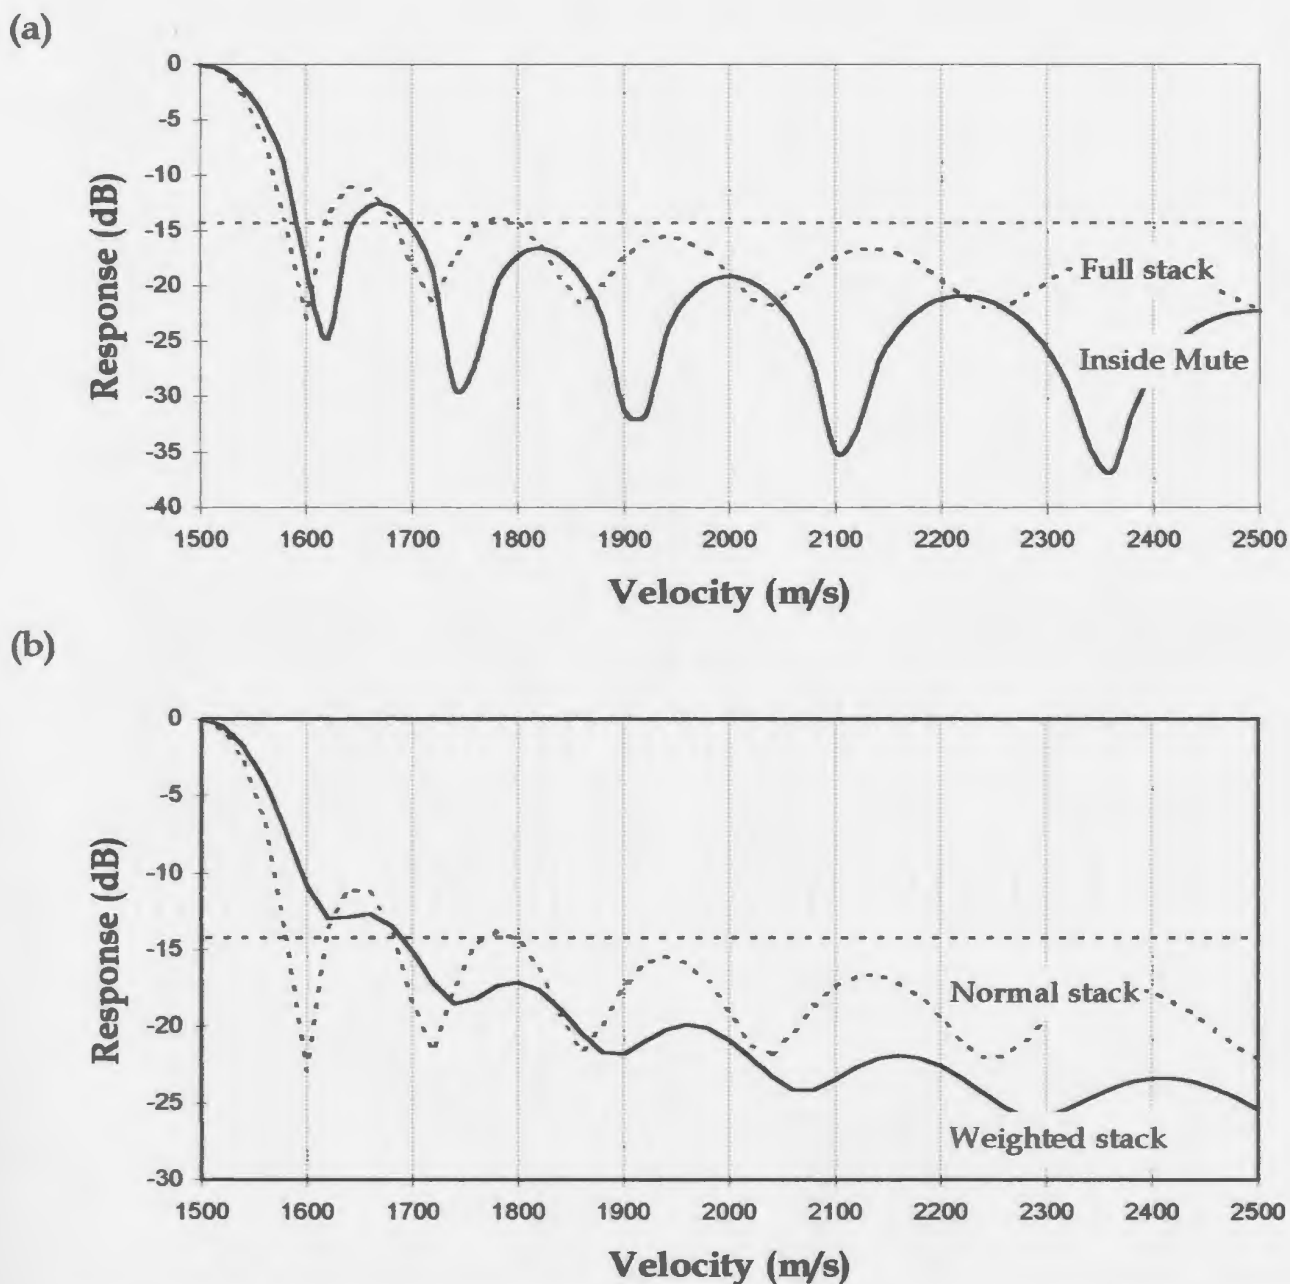 (a)
0
-5
-10
-15
-20
-25
-30
-35
-40
Response (dB)
Full stack
Inside Mute
1500 1600 1700 1800 1900 2000 2100 2200 2300 2400 2500
Velocity (m/s)
(b)
0
-5
-10
-15
-20
-25
-30
Response (dB)
Normal stack
Weighted stack
1500 1600 1700 1800 1900 2000 2100 2200 2300 2400 2500
Velocity (m/s)